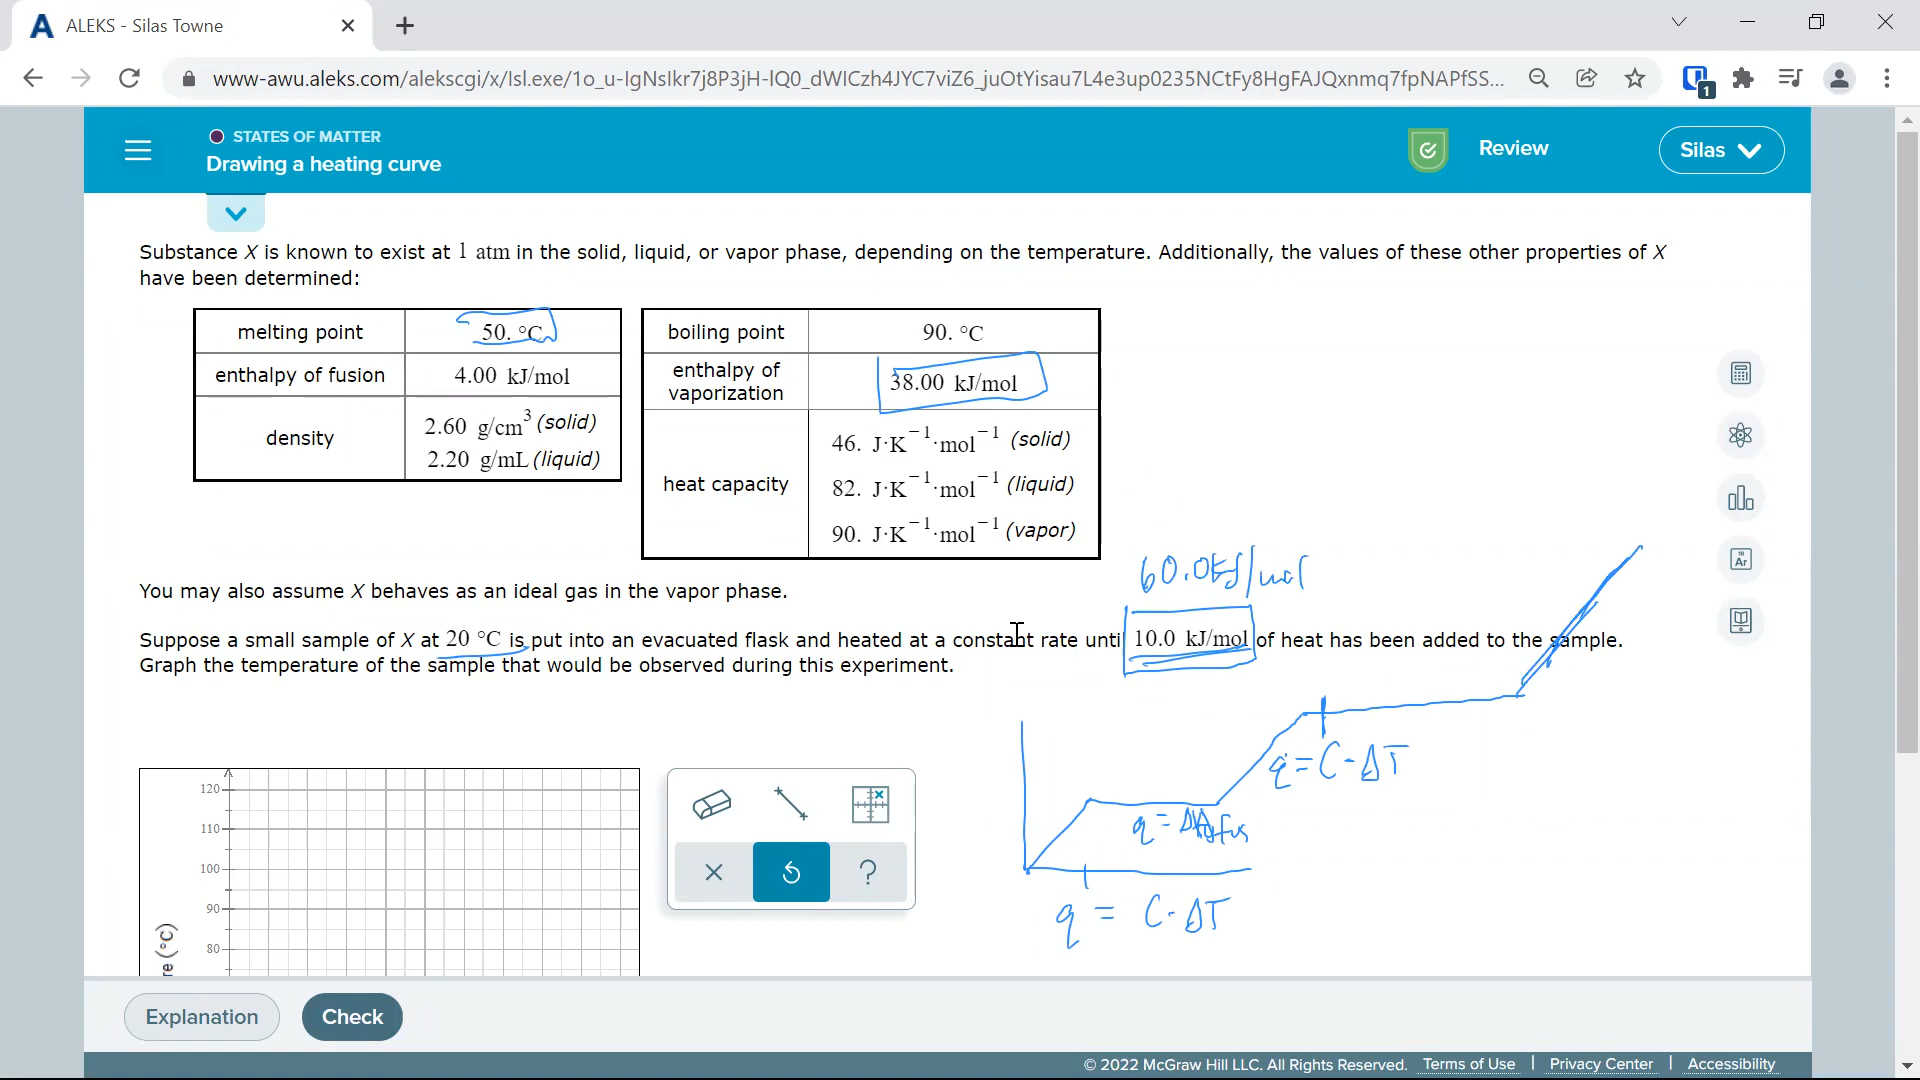 ALEKS - Silas Towne
www-awu.aleks.com/alekscgi/x/Isl.exe/1o_u-IgNsIkr7j8P3jH-lQ0_dWICzh4JYC7viZ6_juOtYisau7L4e3up0235NCtFy8HgFAJQxnmq7fpNAPfSS...
1
STATES OF MATTER
Drawing a heating curve
Review
Silas
Substance X is known to exist at 1 atm in the solid, liquid, or vapor phase, depending on the temperature. Additionally, the values of these other properties of X
have been determined:
melting point 50. °C
enthalpy of fusion 4.00 kJ/mol
density 2.60 g/cm³ (solid)
2.20 g/mL (liquid)
boiling point 90. °C
enthalpy of
vaporization 38.00 kJ/mol
heat capacity 46. J·K⁻¹·mol⁻¹ (solid)
82. J·K⁻¹·mol⁻¹ (liquid)
90. J·K⁻¹·mol⁻¹ (vapor)
18
Ar
60.0kJ/mol
You may also assume X behaves as an ideal gas in the vapor phase.
Suppose a small sample of X at 20 °C is put into an evacuated flask and heated at a constant rate until 10.0 kJ/mol of heat has been added to the sample.
Graph the temperature of the sample that would be observed during this experiment.
q = C · ΔT
q = ΔHfus
q = C · ΔT
120
110
100
90
80
re (°C)
?
Explanation
Check
© 2022 McGraw Hill LLC. All Rights Reserved. Terms of Use | Privacy Center | Accessibility